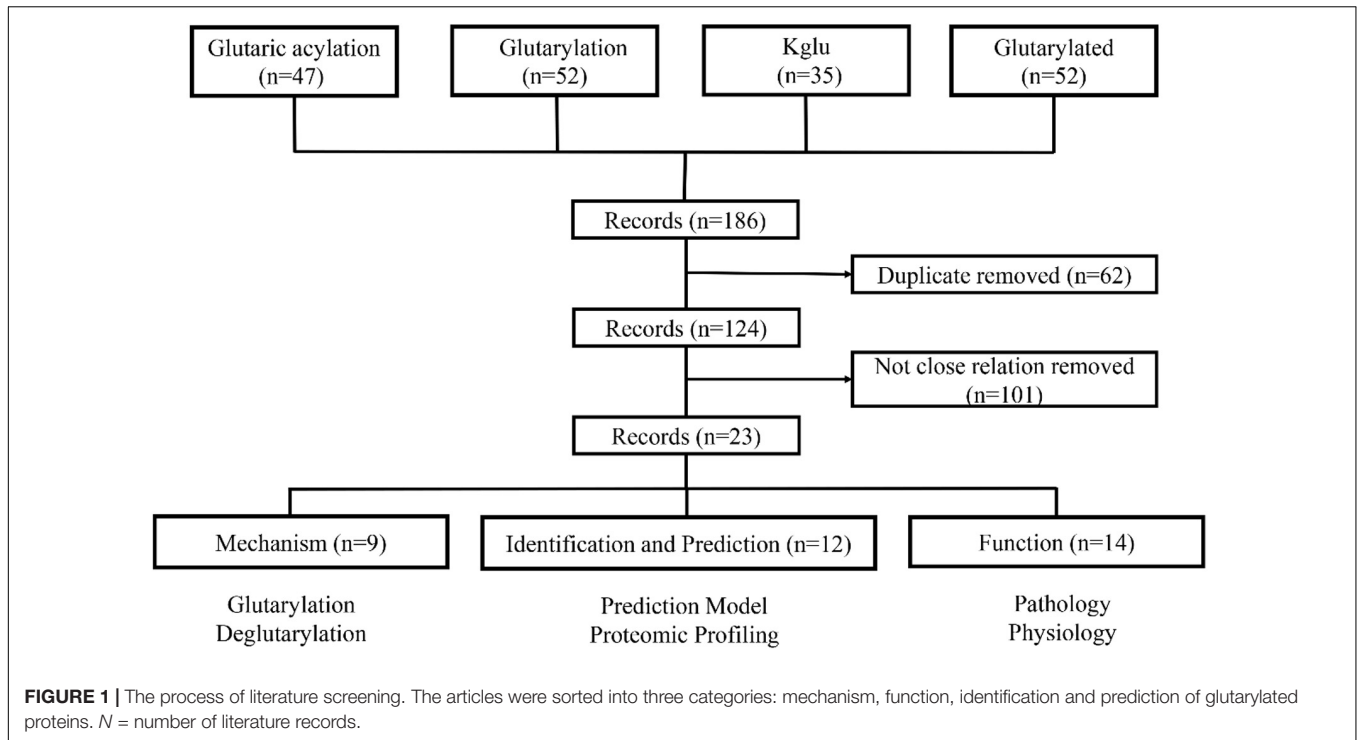 Glutaric acylation
(n=47)
Glutarylation
(n=52)
Kglu
(n=35)
Glutarylated
(n=52)
Records (n=186)
Duplicate removed (n=62)
Records (n=124)
Not close relation removed
(n=101)
Records (n=23)
Mechanism (n=9)
Identification and Prediction (n=12)
Function (n=14)
Glutarylation
Deglutarylation
Prediction Model
Proteomic Profiling
Pathology
Physiology
FIGURE 1 | The process of literature screening. The articles were sorted into three categories: mechanism, function, identification and prediction of glutarylated
proteins. N = number of literature records.